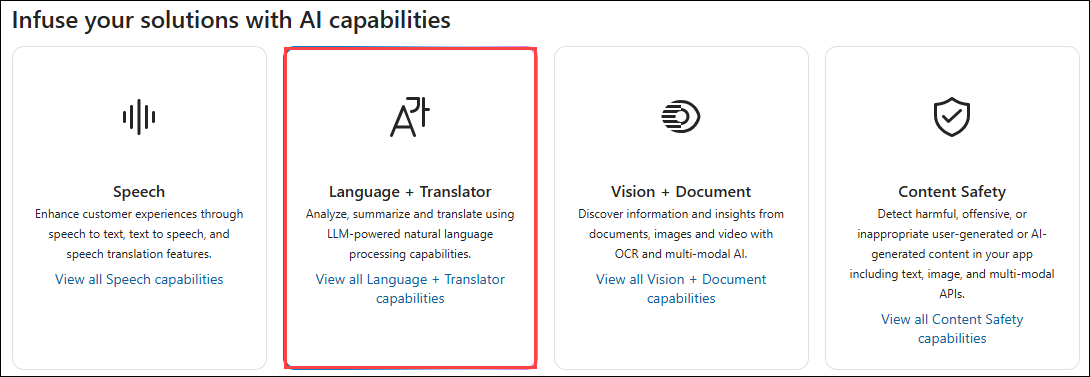 Infuse your solutions with AI capabilities
Speech
Enhance customer experiences through
speech to text, text to speech, and
speech translation features.
View all Speech capabilities
Language + Translator
Analyze, summarize and translate using
LLM-powered natural language
processing capabilities.
View all Language + Translator
capabilities
Vision + Document
Discover information and insights from
documents, images and video with
OCR and multi-modal AI.
View all Vision + Document
capabilities
Content Safety
Detect harmful, offensive, or
inappropriate user-generated or AI-
generated content in your app
including text, image, and multi-modal
APIs.
View all Content Safety
capabilities